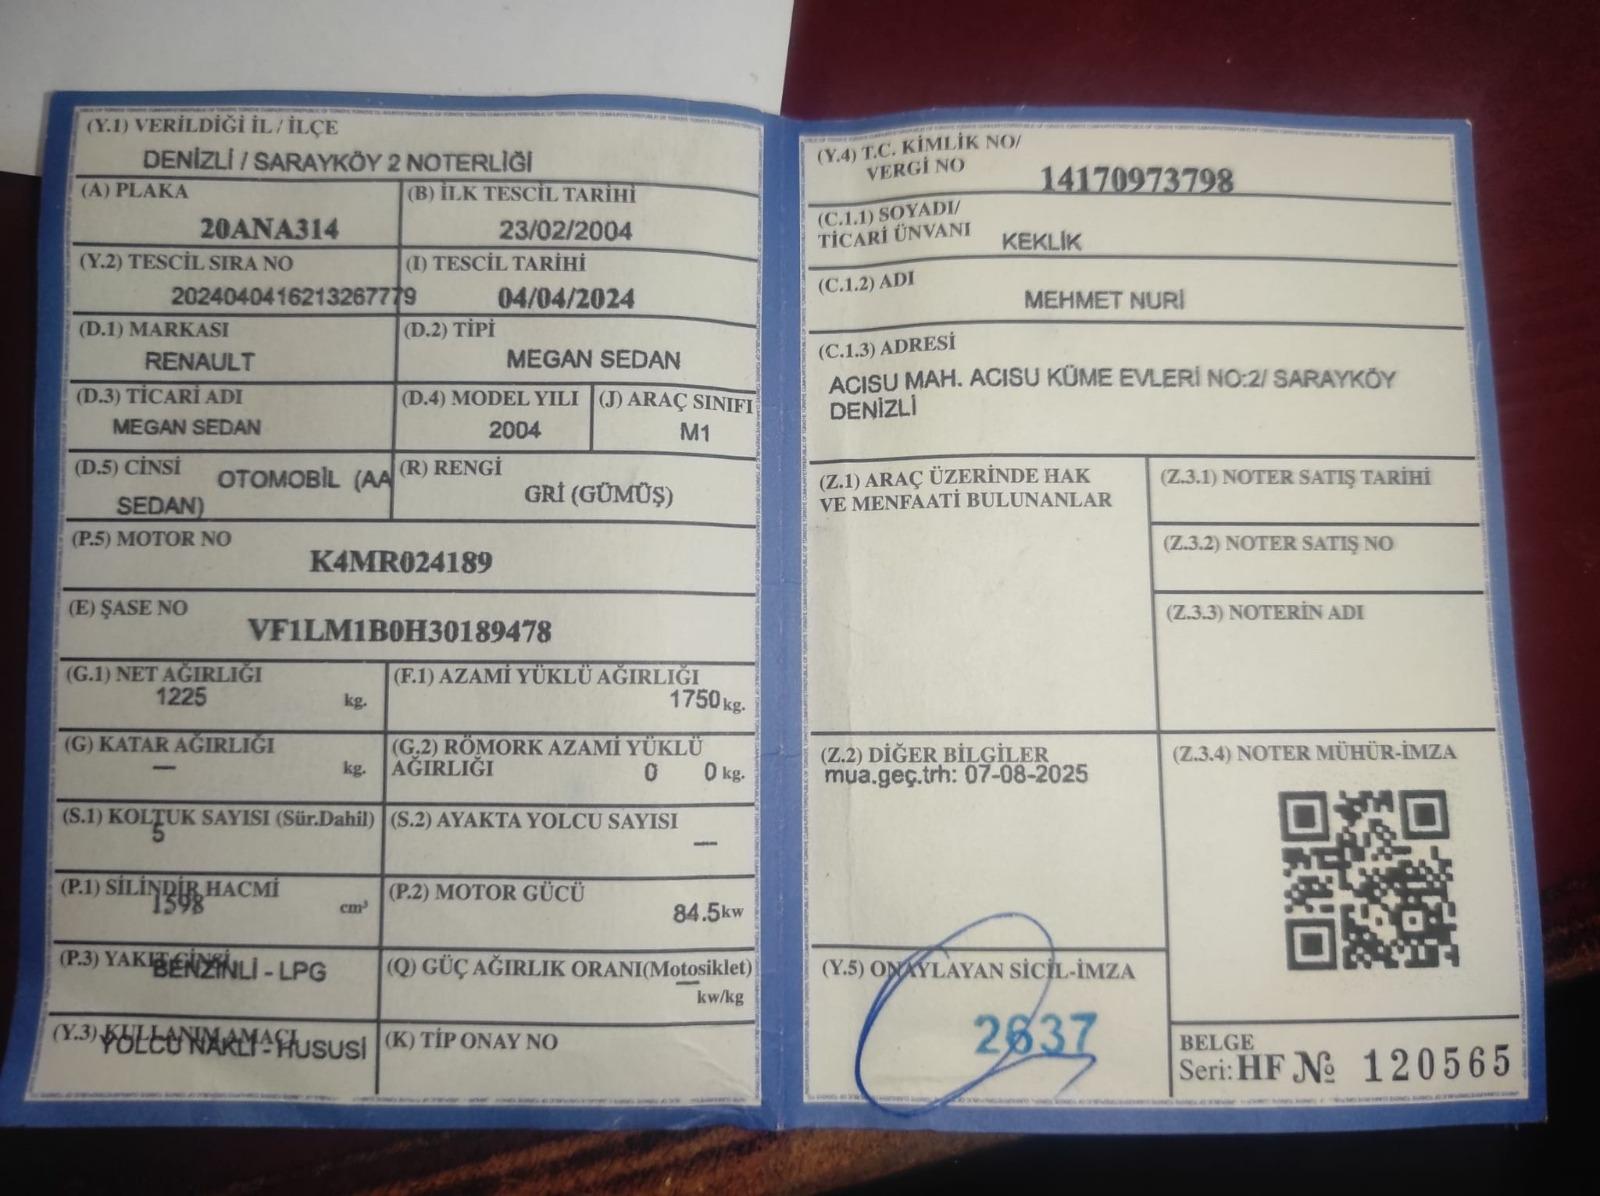 (Y.1) VERİLDİĞİ İL / İLÇE
DENİZLİ / SARAYKÖY 2 NOTERLİĞİ
(A) PLAKA
20ANA314
(B) İLK TESCİL TARİHİ
23/02/2004
(Y.2) TESCİL SIRA NO
2024040416213267779
(I) TESCİL TARİHİ
04/04/2024
(D.1) MARKASI
RENAULT
(D.2) TİPİ
MEGAN SEDAN
(D.3) TİCARİ ADI
MEGAN SEDAN
(D.4) MODEL YILI
2004
(J) ARAÇ SINIFI
M1
(D.5) CİNSİ
OTOMOBİL (AA
SEDAN)
(R) RENGİ
GRİ (GÜMÜŞ)
(P.5) MOTOR NO
K4MR024189
(E) ŞASE NO
VF1LM1B0H30189478
(G.1) NET AĞIRLIĞI
1225 kg.
(F.1) AZAMİ YÜKLÜ AĞIRLIĞI
1750 kg.
(G) KATAR AĞIRLIĞI
— kg.
(G.2) RÖMORK AZAMİ YÜKLÜ
AĞIRLIĞI 0 0 kg.
(S.1) KOLTUK SAYISI (Sür.Dahil)
5
(S.2) AYAKTA YOLCU SAYISI
—
(P.1) SİLİNDİR HACMİ
1598 cm³
(P.2) MOTOR GÜCÜ
84.5 kw
(P.3) YAKIT CİNSİ
BENZİNLİ - LPG
(Q) GÜÇ AĞIRLIK ORANI(Motosiklet)
— kw/kg
(Y.3) KULLANIM AMACI
YOLCU NAKLİ - HUSUSİ
(K) TİP ONAY NO
(Y.4) T.C. KİMLİK NO/
VERGİ NO
14170973798
(C.1.1) SOYADI/
TİCARİ ÜNVANI
KEKLİK
(C.1.2) ADI
MEHMET NURİ
(C.1.3) ADRESİ
ACISU MAH. ACISU KÜME EVLERİ NO:2/ SARAYKÖY
DENİZLİ
(Z.1) ARAÇ ÜZERİNDE HAK
VE MENFAATİ BULUNANLAR
(Z.3.1) NOTER SATIŞ TARİHİ
(Z.3.2) NOTER SATIŞ NO
(Z.3.3) NOTERİN ADI
(Z.2) DİĞER BİLGİLER
mua.geç.trh: 07-08-2025
(Z.3.4) NOTER MÜHÜR-İMZA
(Y.5) ONAYLAYAN SİCİL-İMZA
2637
BELGE
Seri: HF № 120565